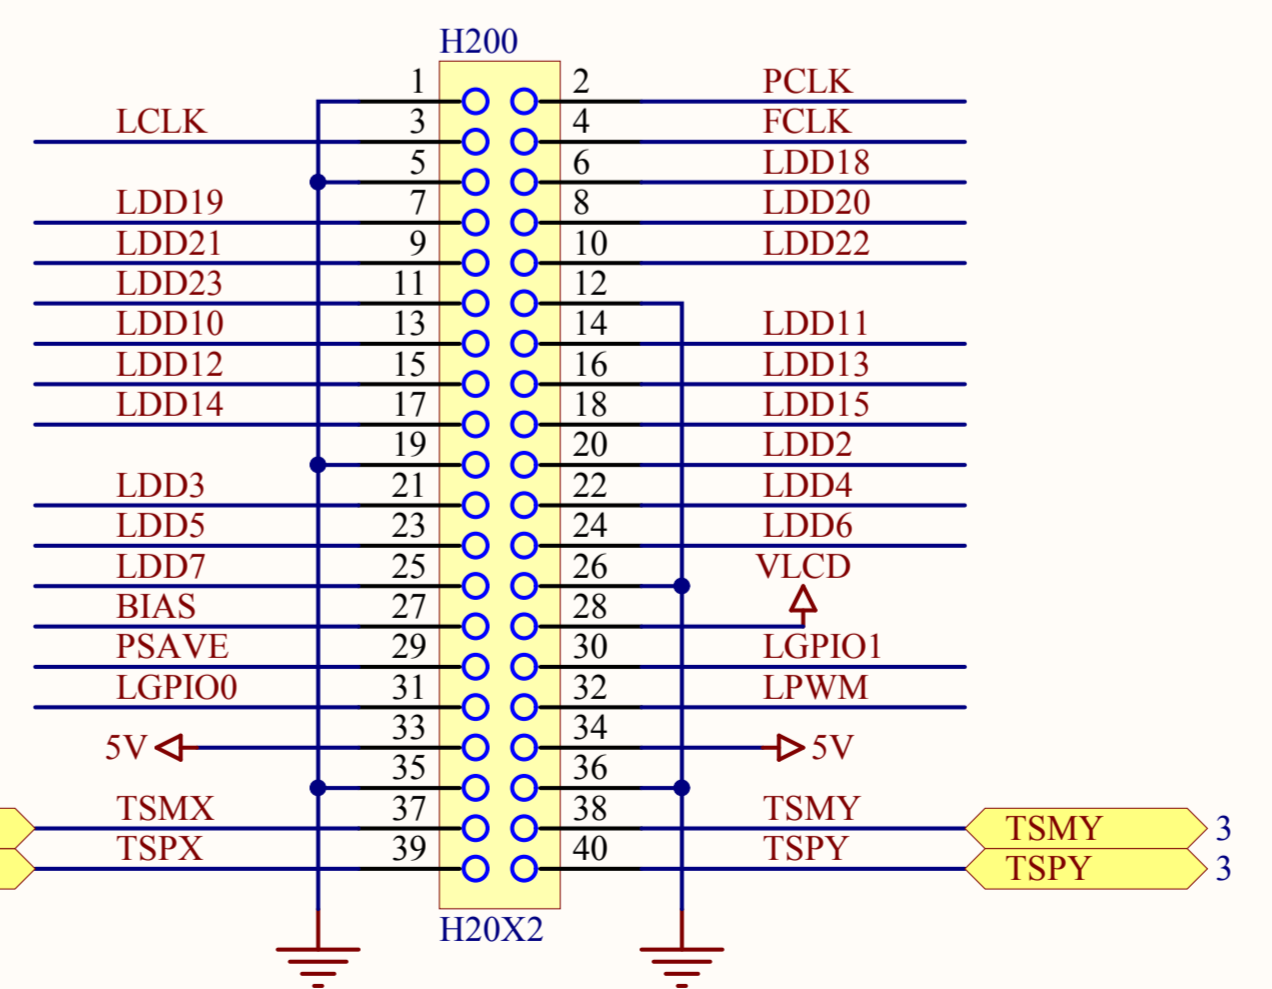 H200
1 2 PCLK
LCLK 3 4 FCLK
5 6 LDD18
LDD19 7 8 LDD20
LDD21 9 10 LDD22
LDD23 11 12
LDD10 13 14 LDD11
LDD12 15 16 LDD13
LDD14 17 18 LDD15
19 20 LDD2
LDD3 21 22 LDD4
LDD5 23 24 LDD6
LDD7 25 26 VLCD
BIAS 27 28
PSAVE 29 30 LGPIO1
LGPIO0 31 32 LPWM
5V 33 34 5V
35 36
TSMX 37 38 TSMY TSMY 3
TSPX 39 40 TSPY TSPY 3
H20X2